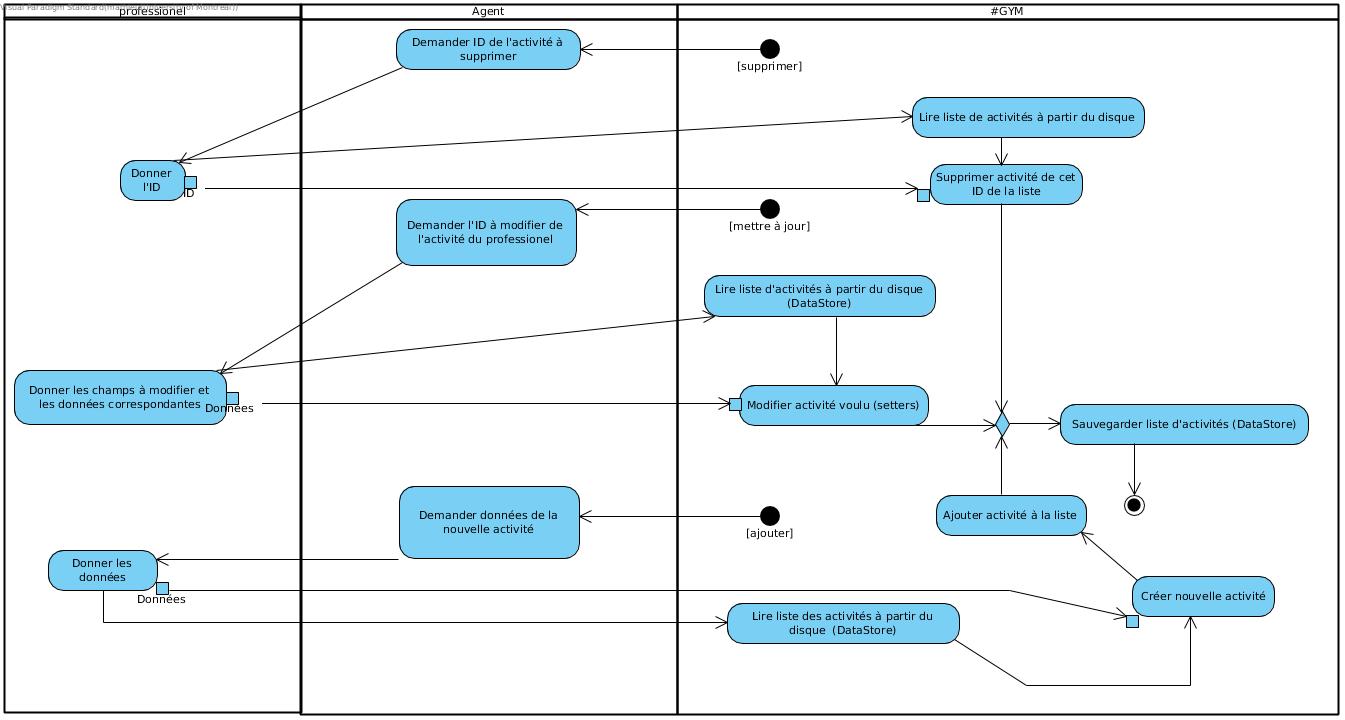 Visual Paradigm Standard(
of Montreal))
professionel
Agent
#GYM
Demander ID de l'activité à
supprimer
[supprimer]
Lire liste de activités à partir du disque
Donner
l'ID
ID
Supprimer activité de cet
ID de la liste
Demander l'ID à modifier de
l'activité du professionel
[mettre à jour]
Lire liste d'activités à partir du disque
(DataStore)
Donner les champs à modifier et
les données correspondantes
Données
Modifier activité voulu (setters)
Sauvegarder liste d'activités (DataStore)
Demander données de la
nouvelle activité
[ajouter]
Ajouter activité à la liste
Donner les
données
Données
Créer nouvelle activité
Lire liste des activités à partir du
disque (DataStore)